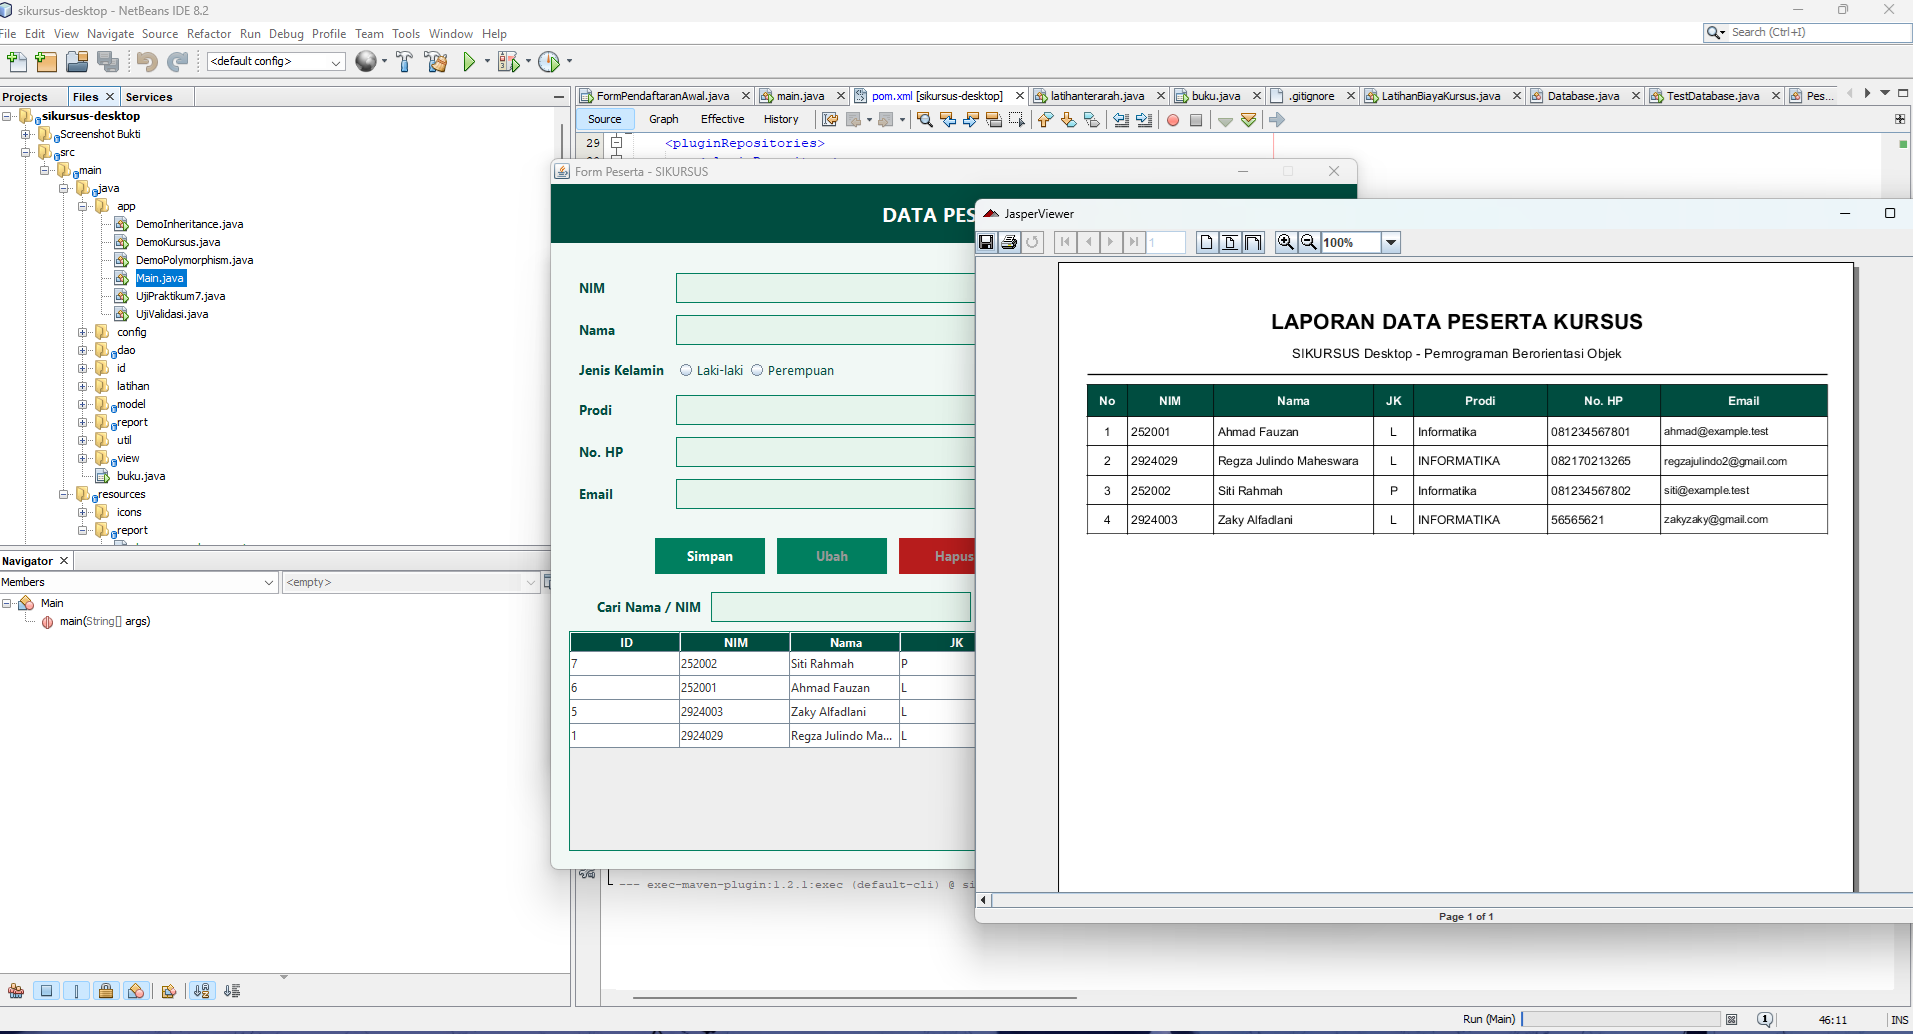 sikursus-desktop - NetBeans IDE 8.2
File Edit View Navigate Source Refactor Run Debug Profile Team Tools Window Help
Search (Ctrl+I)
<default config>
Projects Files Services
sikursus-desktop
Screenshot Bukti
src
main
java
app
DemoInheritance.java
DemoKursus.java
DemoPolymorphism.java
Main.java
UjiPraktikum7.java
UjiValidasi.java
config
dao
id
latihan
model
report
util
view
buku.java
resources
icons
report
Navigator
Members <empty>
Main
main(String[] args)
FormPendaftaranAwal.java main.java pom.xml [sikursus-desktop] latihanterarah.java buku.java .gitignore LatihanBiayaKursus.java Database.java TestDatabase.java Pes...
Source Graph Effective History
29 <pluginRepositories>
Form Peserta - SIKURSUS
DATA PES
NIM
Nama
Jenis Kelamin Laki-laki Perempuan
Prodi
No. HP
Email
Simpan Ubah Hapus
Cari Nama / NIM
ID NIM Nama JK
7 252002 Siti Rahmah P
6 252001 Ahmad Fauzan L
5 2924003 Zaky Alfadlani L
1 2924029 Regza Julindo Ma... L
--- exec-maven-plugin:1.2.1:exec (default-cli) @ si
JasperViewer
1 100%
LAPORAN DATA PESERTA KURSUS
SIKURSUS Desktop - Pemrograman Berorientasi Objek
No NIM Nama JK Prodi No. HP Email
1 252001 Ahmad Fauzan L Informatika 081234567801 ahmad@example.test
2 2924029 Regza Julindo Maheswara L INFORMATIKA 082170213265 regzajulindo2@gmail.com
3 252002 Siti Rahmah P Informatika 081234567802 siti@example.test
4 2924003 Zaky Alfadlani L INFORMATIKA 56565621 zakyzaky@gmail.com
Page 1 of 1
Run (Main) 1 46:11 INS